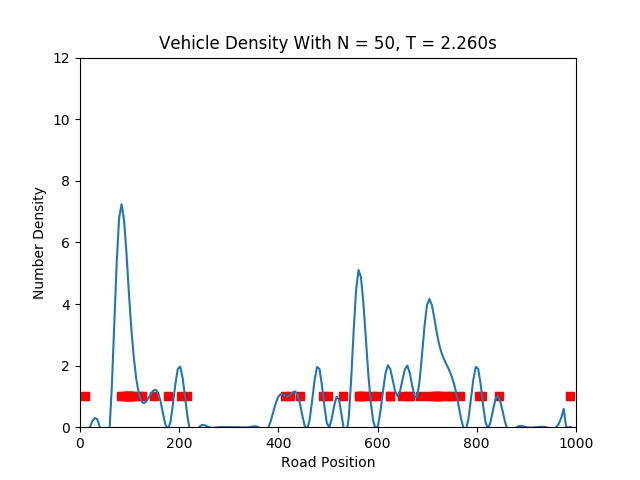 Vehicle Density With N = 50, T = 2.260s
12
10
8
6
4
2
0
Number Density
0 200 400 600 800 1000
Road Position